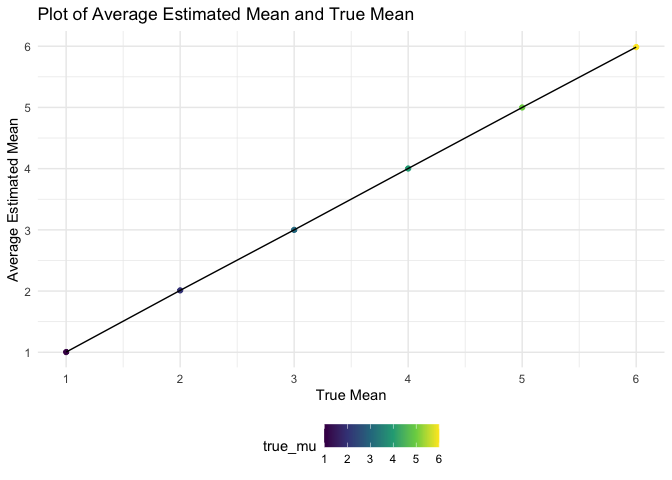 Plot of Average Estimated Mean and True Mean
Average Estimated Mean
6
5
4
3
2
1
1 2 3 4 5 6
True Mean
true_mu
1 2 3 4 5 6